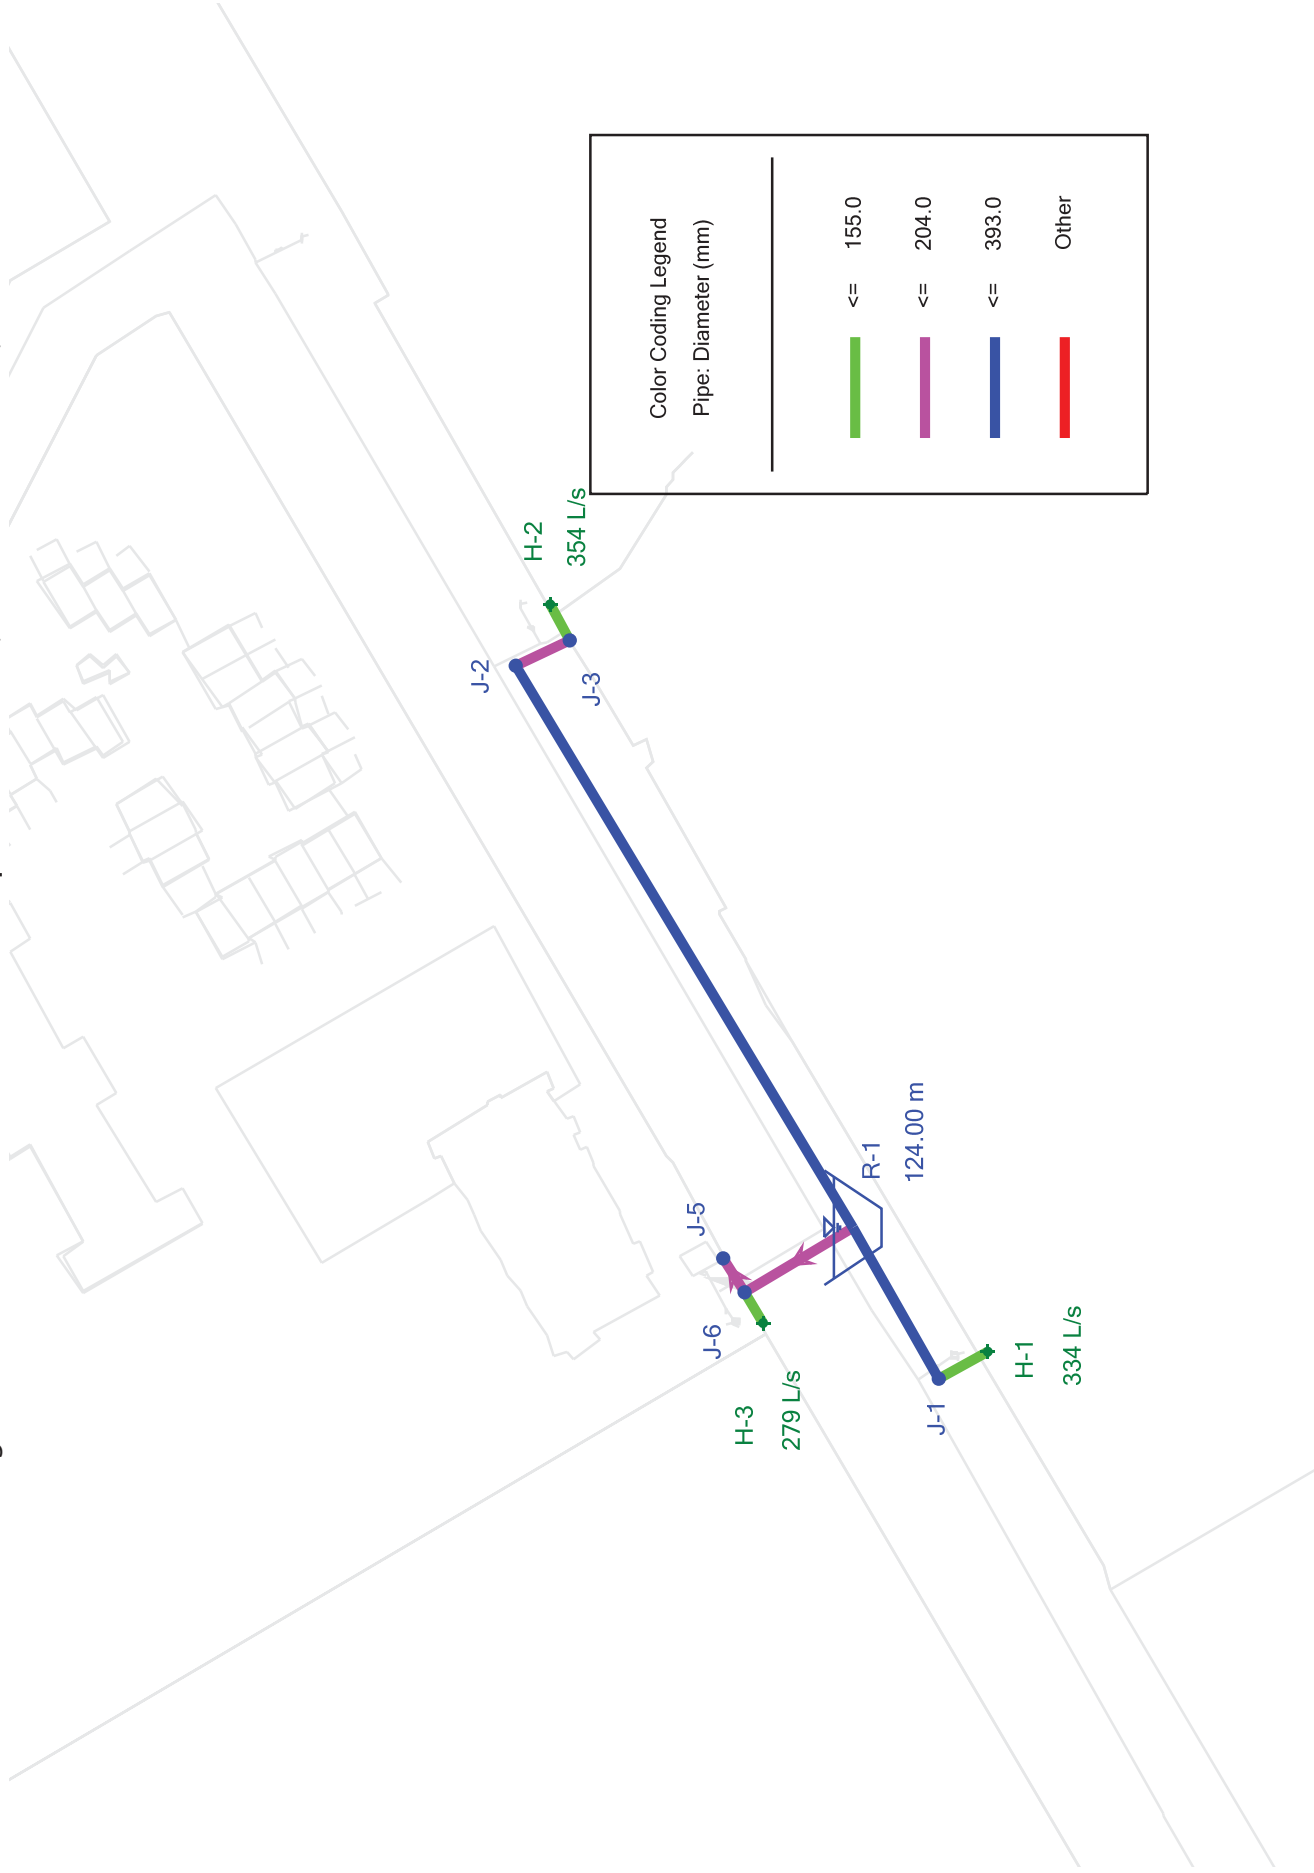 Color Coding Legend
Pipe: Diameter (mm)
<= 155.0
<= 204.0
<= 393.0
Other
J-2
H-2
354 L/s
J-3
J-5
J-6
H-3
279 L/s
R-1
124.00 m
J-1
H-1
334 L/s